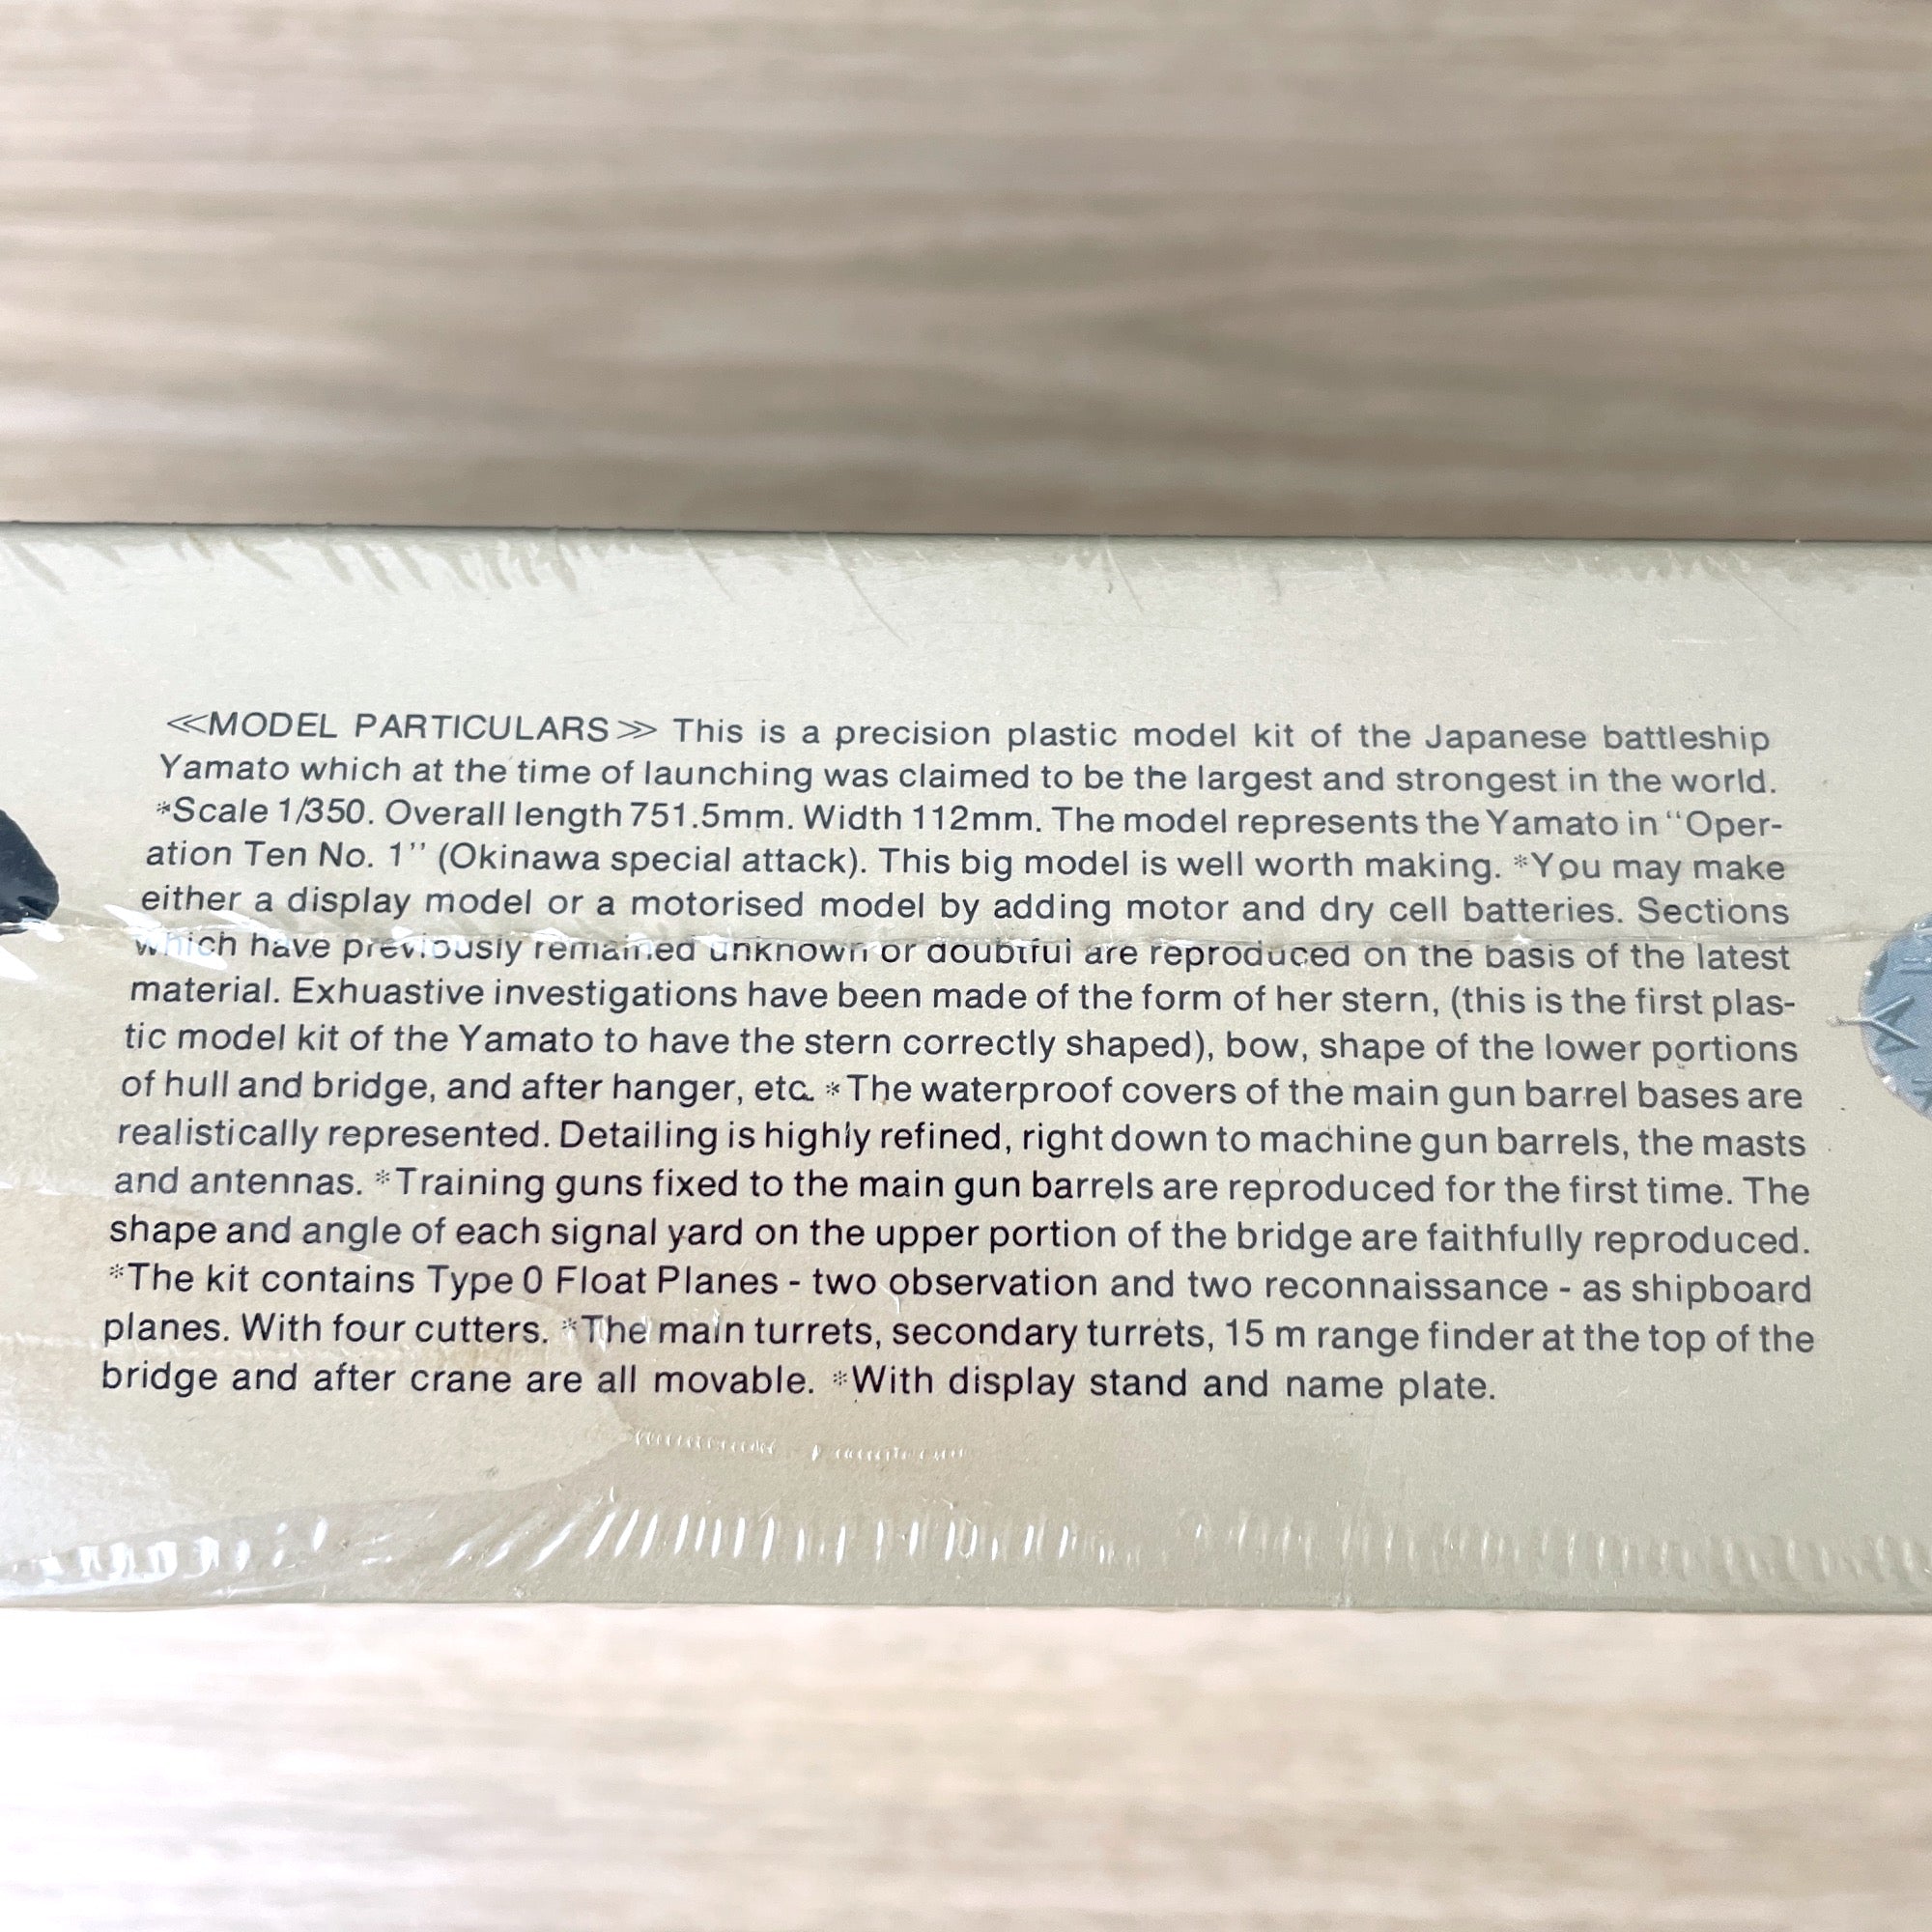 ≪MODEL PARTICULARS≫ This is a precision plastic model kit of the Japanese battleship
Yamato which at the time of launching was claimed to be the largest and strongest in the world.
*Scale 1/350. Overall length 751.5mm. Width 112mm. The model represents the Yamato in "Oper-
ation Ten No. 1" (Okinawa special attack). This big model is well worth making. *You may make
either a display model or a motorised model by adding motor and dry cell batteries. Sections
which have previously remained unknown or doubtful are reproduced on the basis of the latest
material. Exhuastive investigations have been made of the form of her stern, (this is the first plas-
tic model kit of the Yamato to have the stern correctly shaped), bow, shape of the lower portions
of hull and bridge, and after hanger, etc. *The waterproof covers of the main gun barrel bases are
realistically represented. Detailing is highly refined, right down to machine gun barrels, the masts
and antennas. *Training guns fixed to the main gun barrels are reproduced for the first time. The
shape and angle of each signal yard on the upper portion of the bridge are faithfully reproduced.
*The kit contains Type 0 Float Planes - two observation and two reconnaissance - as shipboard
planes. With four cutters. *The main turrets, secondary turrets, 15 m range finder at the top of the
bridge and after crane are all movable. *With display stand and name plate.